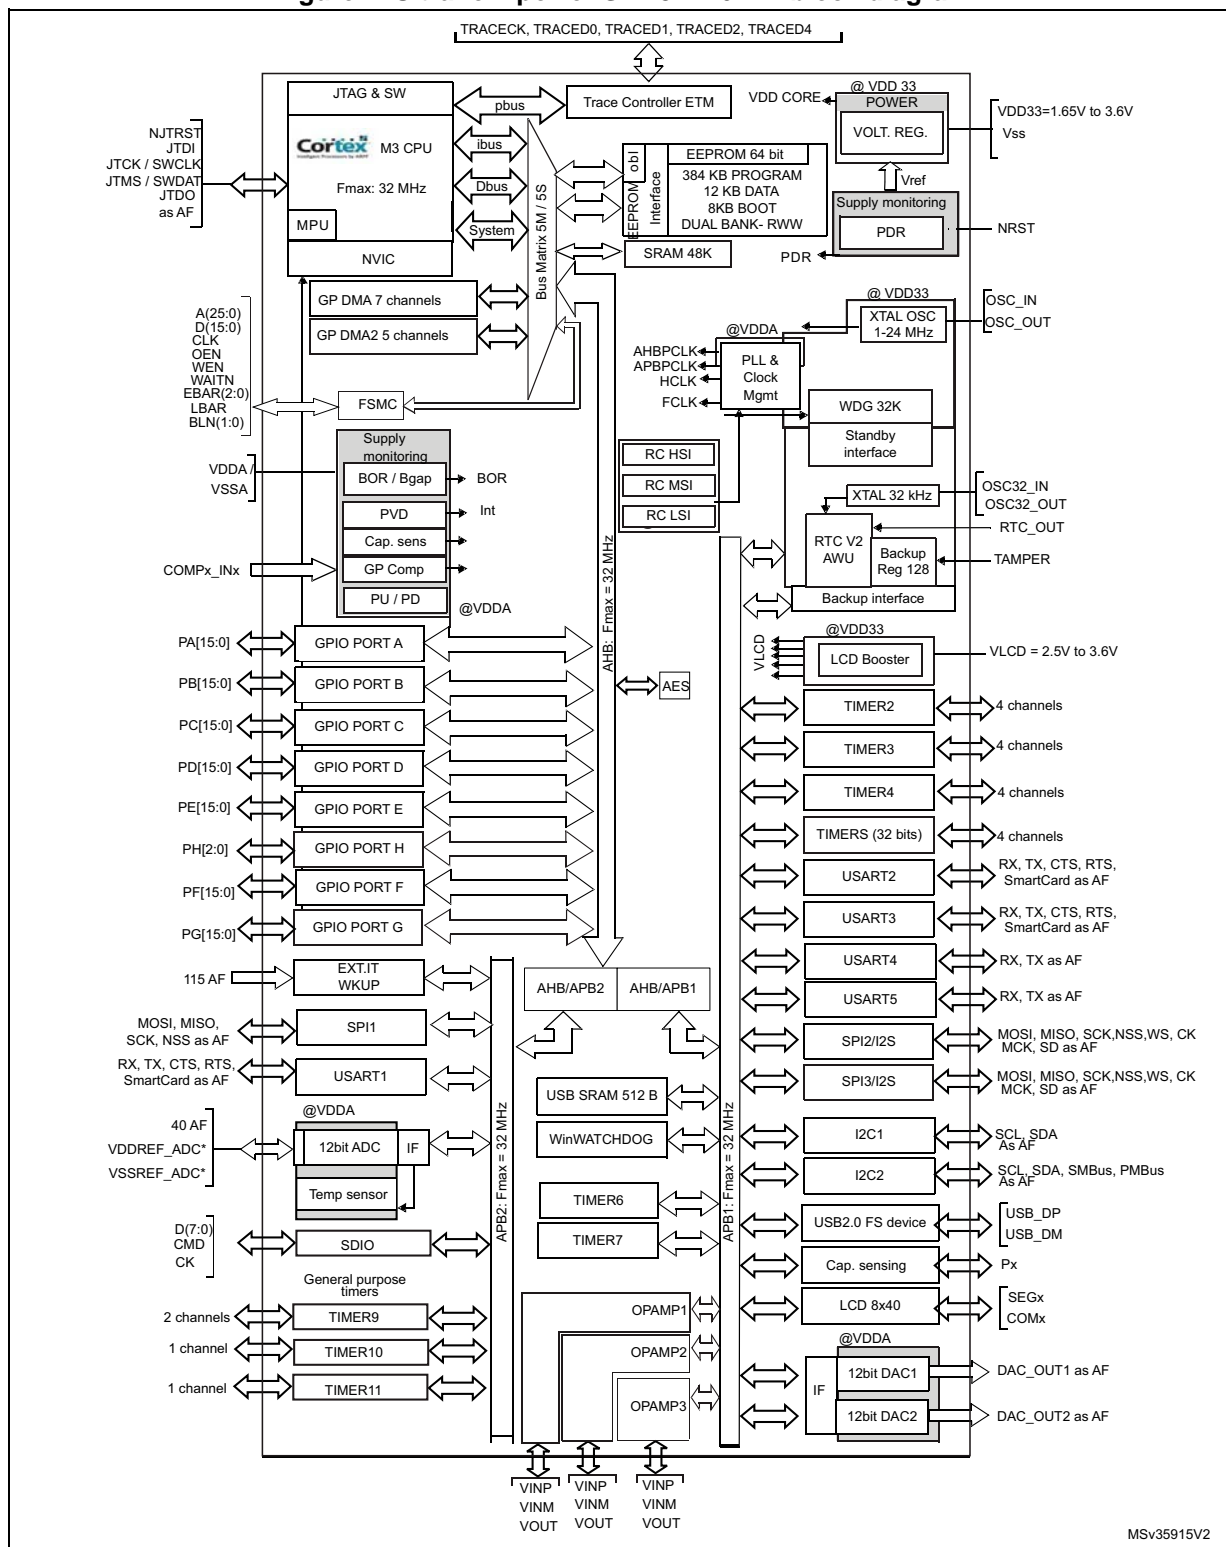 TRACECK, TRACED0, TRACED1, TRACED2, TRACED4
JTAG & SW
pbus
Trace Controller ETM
VDD CORE
@ VDD 33
POWER
VOLT. REG.
VDD33=1.65V to 3.6V
Vss
NJTRST
JTDI
JTCK / SWCLK
JTMS / SWDAT
JTDO
as AF
Cortex
M3 CPU
Fmax: 32 MHz
MPU
NVIC
ibus
Dbus
System
Bus Matrix 5M / 5S
EEPROM
Interface
obl
EEPROM 64 bit
384 KB PROGRAM
12 KB DATA
8KB BOOT
DUAL BANK- RWW
SRAM 48K
Vref
Supply monitoring
PDR
NRST
PDR
GP DMA 7 channels
GP DMA2 5 channels
A(25:0)
D(15:0)
CLK
OEN
WEN
WAITN
EBAR(2:0)
LBAR
BLN(1:0)
FSMC
@ VDD33
XTAL OSC
1-24 MHz
OSC_IN
OSC_OUT
@VDDA
AHBPCLK
APBPCLK
HCLK
FCLK
PLL &
Clock
Mgmt
WDG 32K
Standby
interface
RC HSI
RC MSI
RC LSI
Supply
monitoring
VDDA /
VSSA
BOR / Bgap
BOR
PVD
Int
Cap. sens
COMPx_INx
GP Comp
PU / PD
@VDDA
XTAL 32 kHz
OSC32_IN
OSC32_OUT
RTC V2
AWU
RTC_OUT
Backup
Reg 128
TAMPER
Backup interface
AHB: Fmax = 32 MHz
APB1: Fmax = 32 MHz
APB2: Fmax = 32 MHz
PA[15:0]
GPIO PORT A
PB[15:0]
GPIO PORT B
PC[15:0]
GPIO PORT C
PD[15:0]
GPIO PORT D
PE[15:0]
GPIO PORT E
PH[2:0]
GPIO PORT H
PF[15:0]
GPIO PORT F
PG[15:0]
GPIO PORT G
AES
@VDD33
VLCD
LCD Booster
VLCD = 2.5V to 3.6V
TIMER2
4 channels
TIMER3
4 channels
TIMER4
4 channels
TIMERS (32 bits)
4 channels
USART2
RX, TX, CTS, RTS,
SmartCard as AF
USART3
RX, TX, CTS, RTS,
SmartCard as AF
USART4
RX, TX as AF
USART5
RX, TX as AF
SPI2/I2S
MOSI, MISO, SCK,NSS,WS, CK
MCK, SD as AF
SPI3/I2S
MOSI, MISO, SCK,NSS,WS, CK
MCK, SD as AF
I2C1
SCL, SDA
As AF
I2C2
SCL, SDA, SMBus, PMBus
As AF
USB2.0 FS device
USB_DP
USB_DM
Cap. sensing
Px
LCD 8x40
SEGx
COMx
@VDDA
IF
12bit DAC1
DAC_OUT1 as AF
12bit DAC2
DAC_OUT2 as AF
115 AF
EXT.IT
WKUP
AHB/APB2
AHB/APB1
MOSI, MISO,
SCK, NSS as AF
SPI1
RX, TX, CTS, RTS,
SmartCard as AF
USART1
USB SRAM 512 B
WinWATCHDOG
@VDDA
40 AF
VDDREF_ADC*
VSSREF_ADC*
12bit ADC
IF
Temp sensor
TIMER6
TIMER7
D(7:0)
CMD
CK
SDIO
General purpose
timers
2 channels
TIMER9
1 channel
TIMER10
1 channel
TIMER11
OPAMP1
OPAMP2
OPAMP3
VINP
VINM
VOUT
VINP
VINM
VOUT
VINP
VINM
VOUT
MSv35915V2